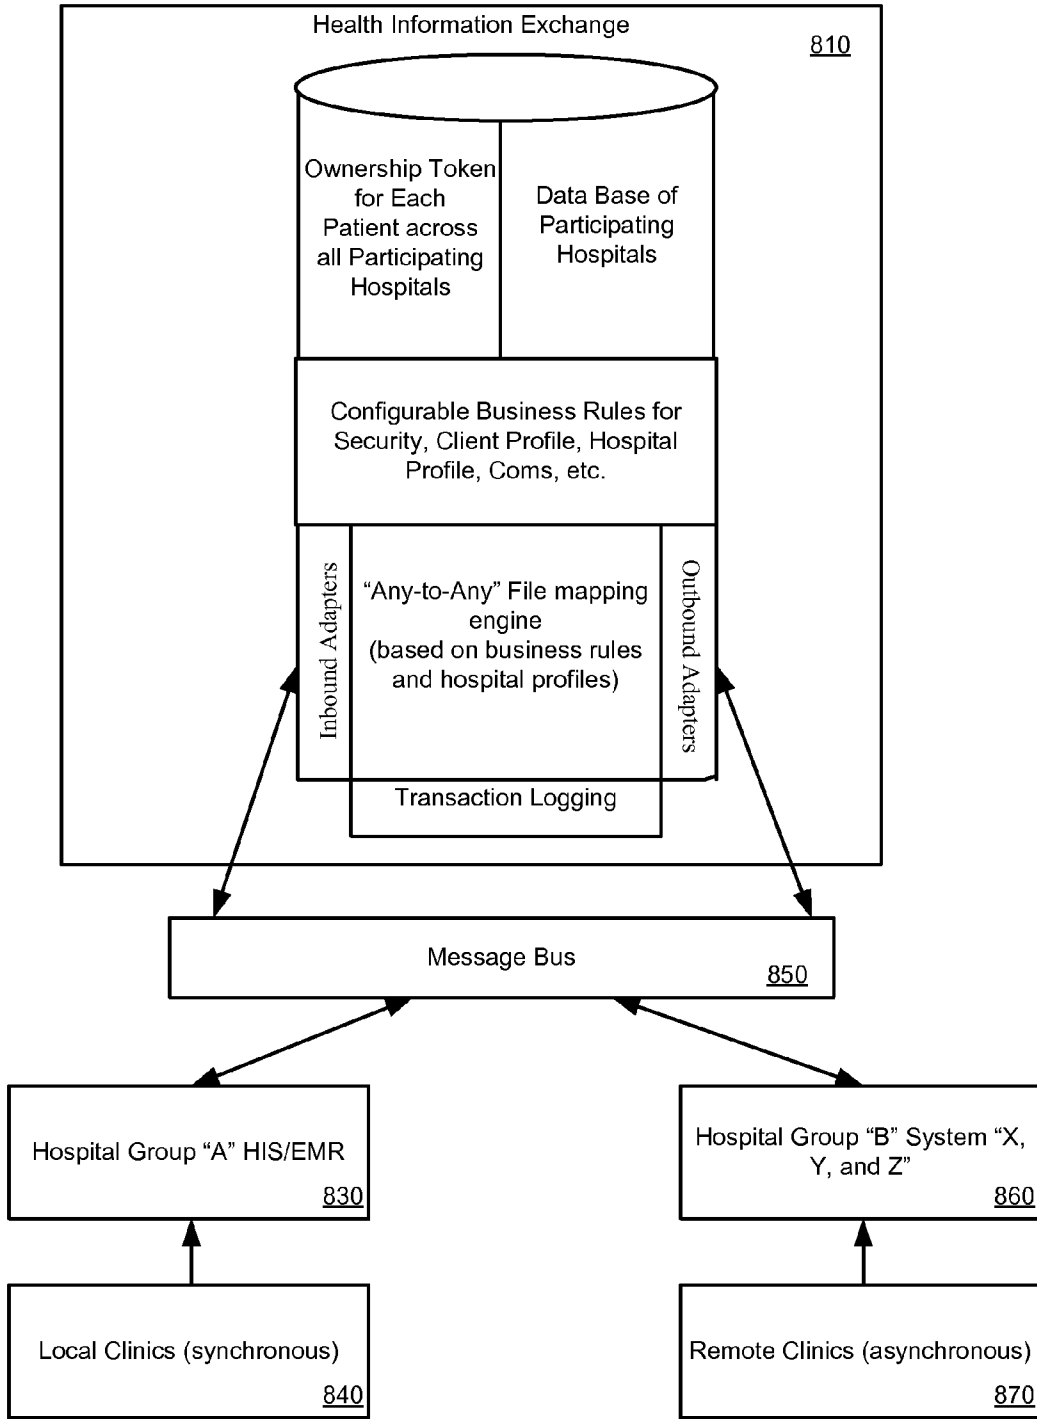 Health Information Exchange
810
Ownership Token
for Each
Patient across
all Participating
Hospitals
Data Base of
Participating
Hospitals
Configurable Business Rules for
Security, Client Profile, Hospital
Profile, Coms, etc.
Inbound Adapters
“Any-to-Any” File mapping
engine
(based on business rules
and hospital profiles)
Outbound Adapters
Transaction Logging
Message Bus
850
Hospital Group “A” HIS/EMR
830
Hospital Group “B” System “X,
Y, and Z”
860
Local Clinics (synchronous)
840
Remote Clinics (asynchronous)
870